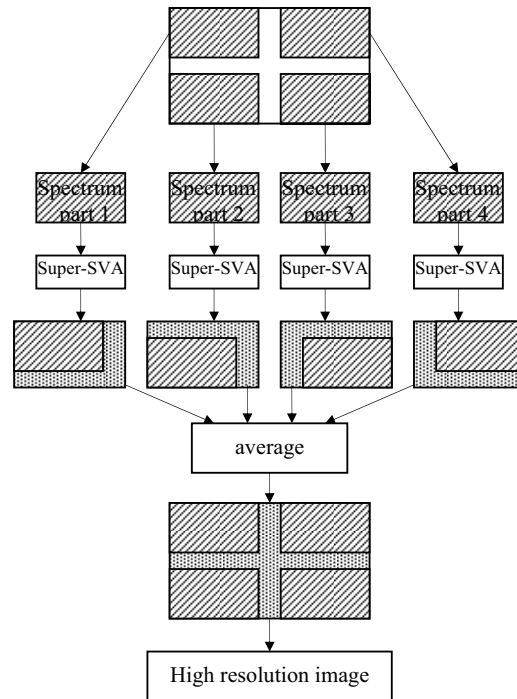 Spectrum part 1
Spectrum part 2
Spectrum part 3
Spectrum part 4
Super-SVA
Super-SVA
Super-SVA
Super-SVA
average
High resolution image